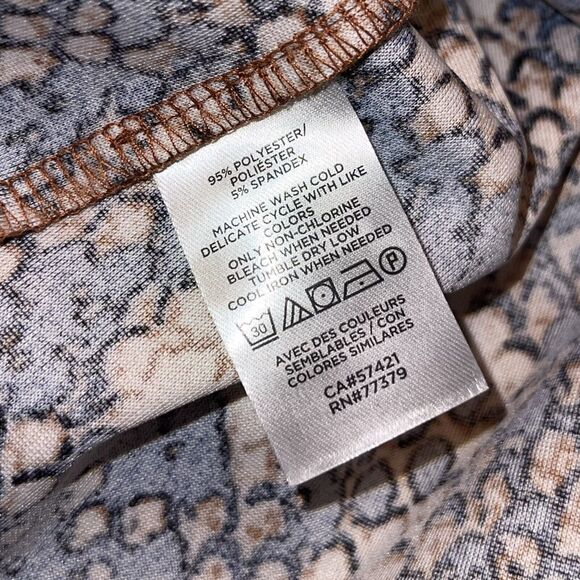 95% POLYESTER/
POLIESTER
5% SPANDEX
MACHINE WASH COLD
DELICATE CYCLE WITH LIKE
COLORS
ONLY NON-CHLORINE
BLEACH WHEN NEEDED
TUMBLE DRY LOW
COOL IRON WHEN NEEDED
30 P
AVEC DES COULEURS
SEMBLABLES / CON
COLORES SIMILARES
CA#57421
RN#77379